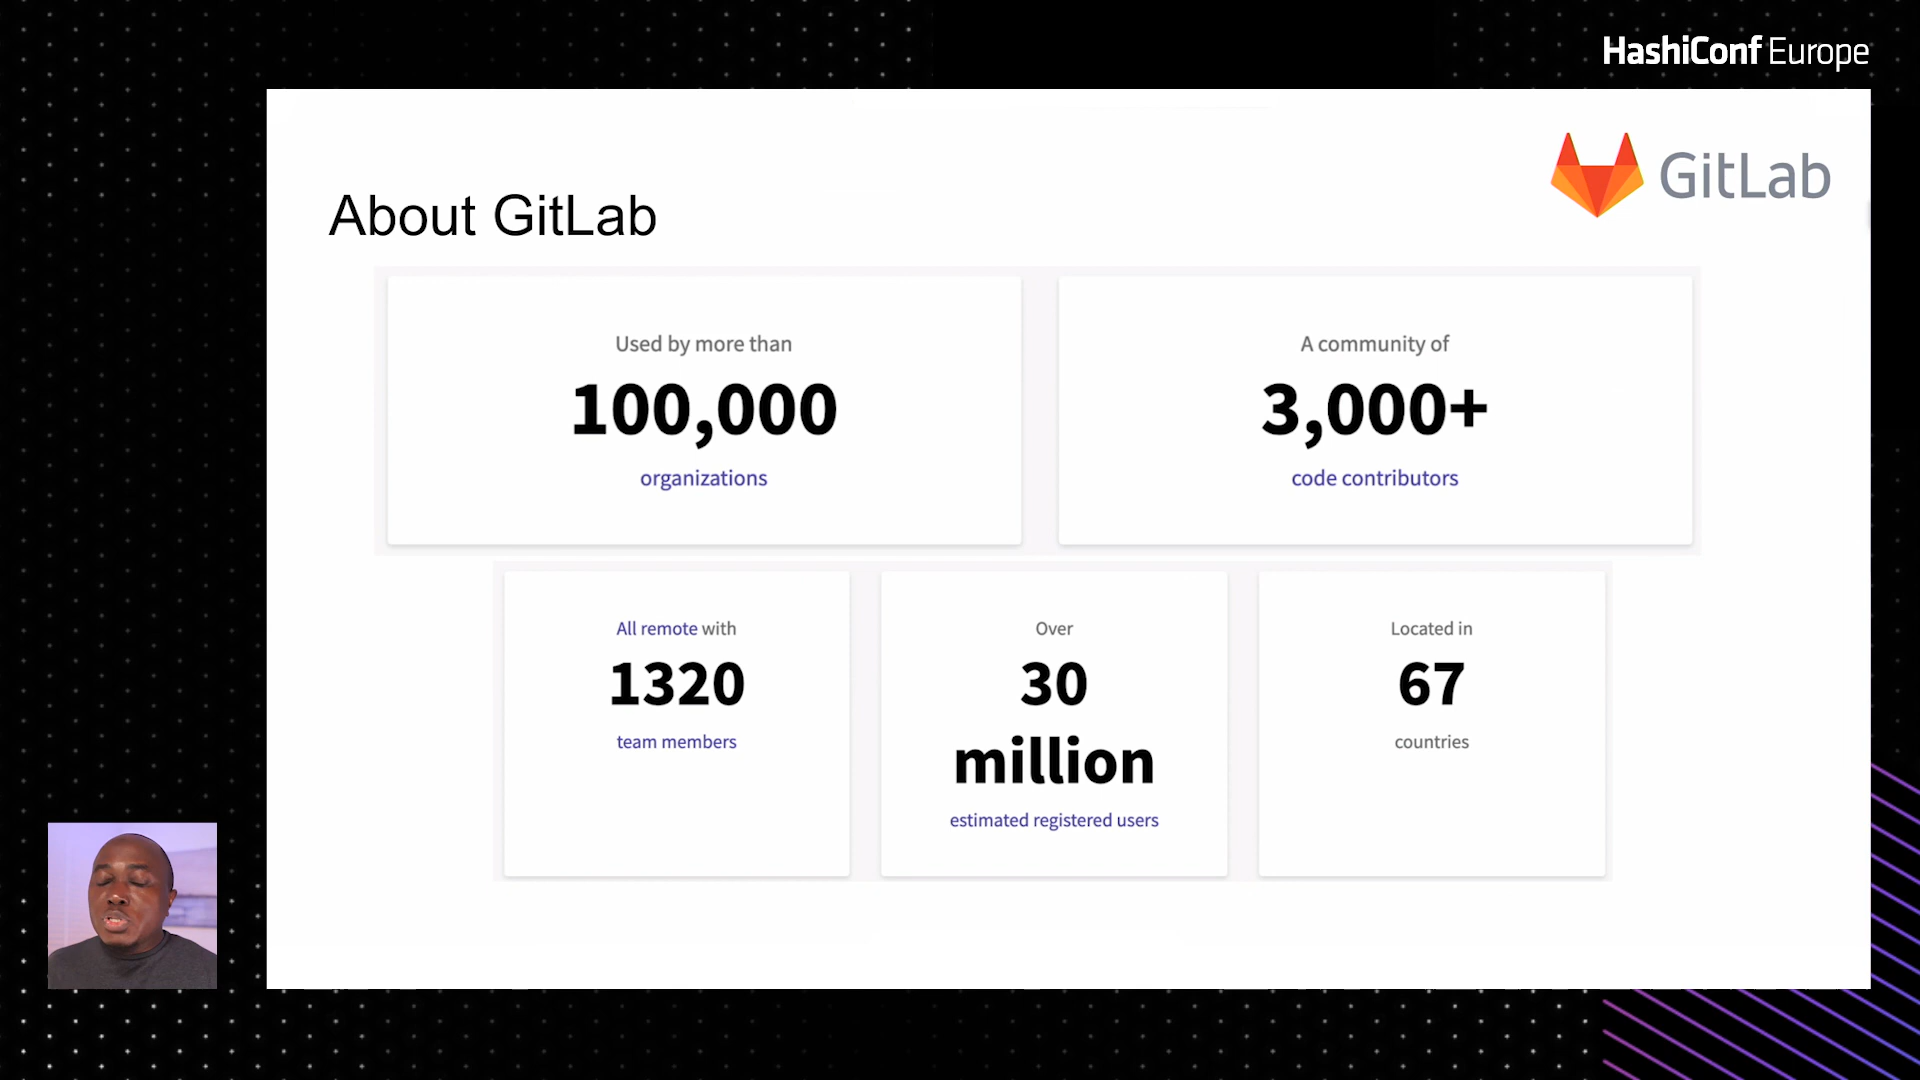 HashiConf Europe
GitLab
About GitLab
Used by more than
100,000
organizations
A community of
3,000+
code contributors
All remote with
1320
team members
Over
30
million
estimated registered users
Located in
67
countries